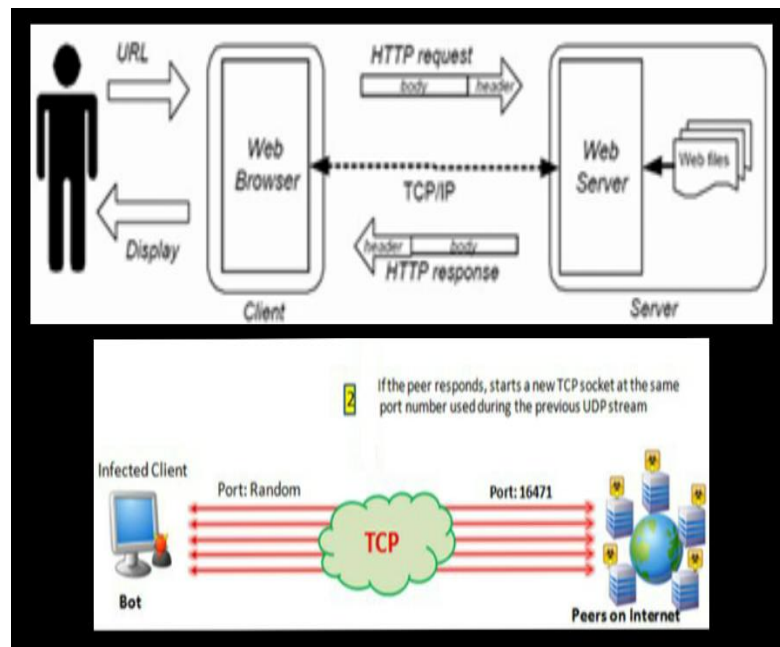 URL
HTTP request
body
header
Web
Browser
TCP/IP
Web
Server
Web files
Display
header
body
HTTP response
Client
Server
2
If the peer responds, starts a new TCP socket at the same
port number used during the previous UDP stream
Infected Client
Port: Random
Port: 16471
TCP
Bot
Peers on Internet